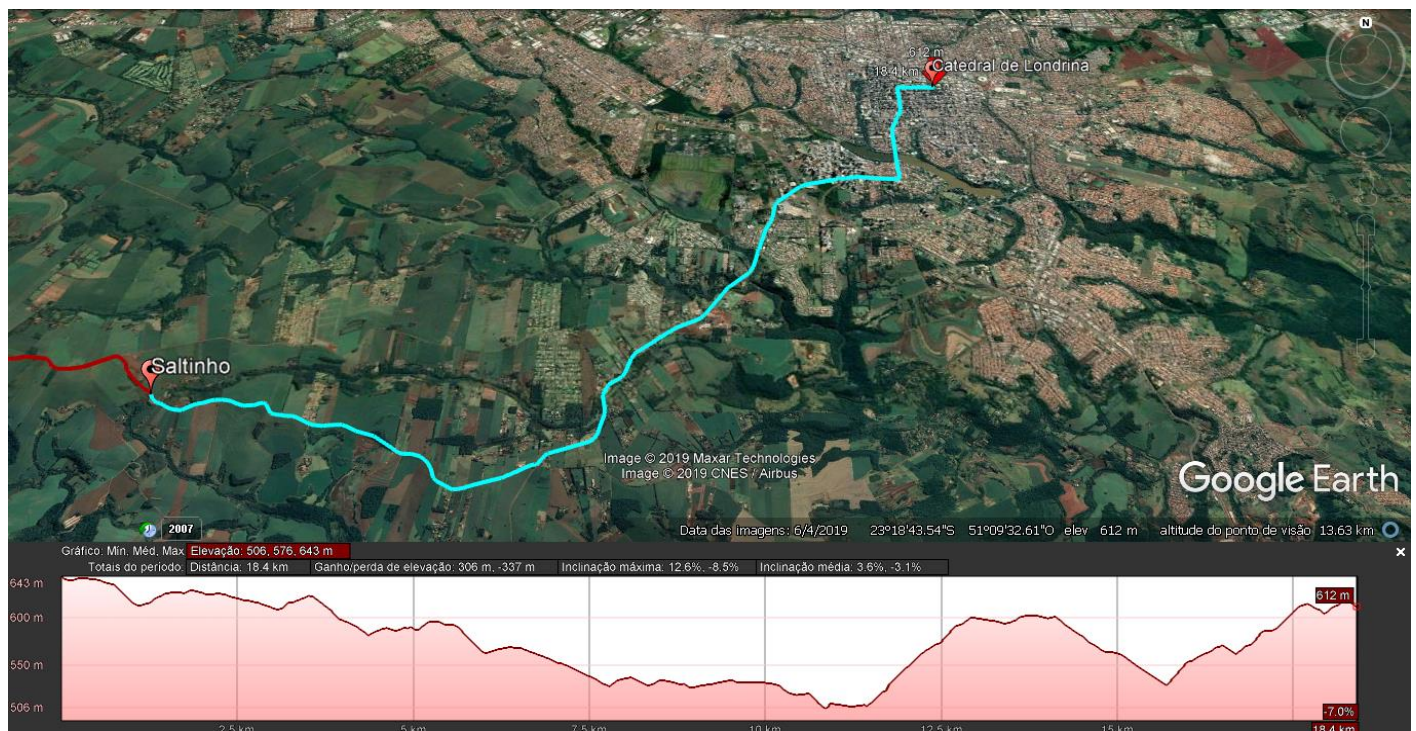 N
612 m
18.4 km
Catedral de Londrina
Saltinho
Image © 2019 Maxar Technologies
Image © 2019 CNES / Airbus
Google Earth
2007
Data das imagens: 6/4/2019 23°18'43.54"S 51°09'32.61"O elev 612 m altitude do ponto de visão 13.63 km
Gráfico: Mín. Méd, Max Elevação: 506, 576, 643 m
Totais do período: Distância: 18.4 km Ganho/perda de elevação: 306 m, -337 m Inclinação máxima: 12.6%, -8.5% Inclinação média: 3.6%, -3.1%
643 m
612 m
600 m
550 m
506 m
-7.0%
2.5 km 5 km 7.5 km 10 km 12.5 km 15 km 18.4 km